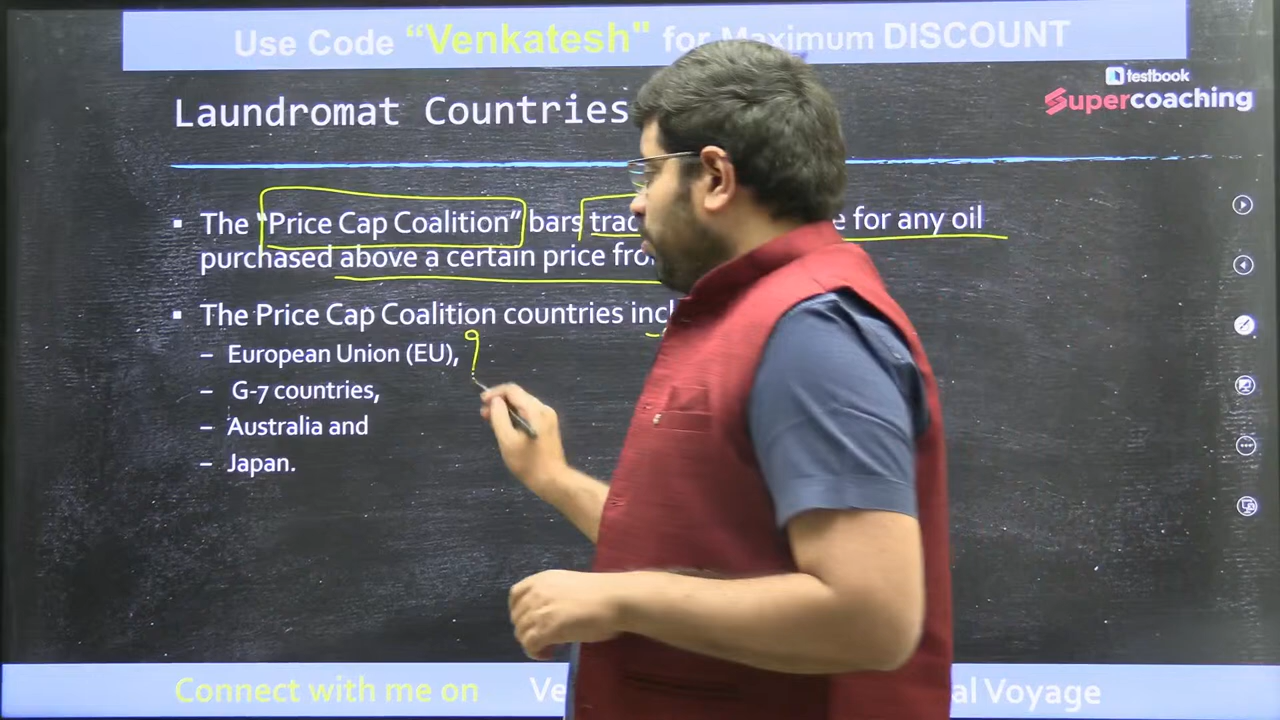 Use Code “Venkatesh" for Maximum DISCOUNT
testbook
Supercoaching
Laundromat Countries
▪ The “Price Cap Coalition” bars for any oil
purchased above a certain price
▪ The Price Cap Coalition countries
– European Union (EU),
– G-7 countries,
– Australia and
– Japan.
Connect with me on Voyage